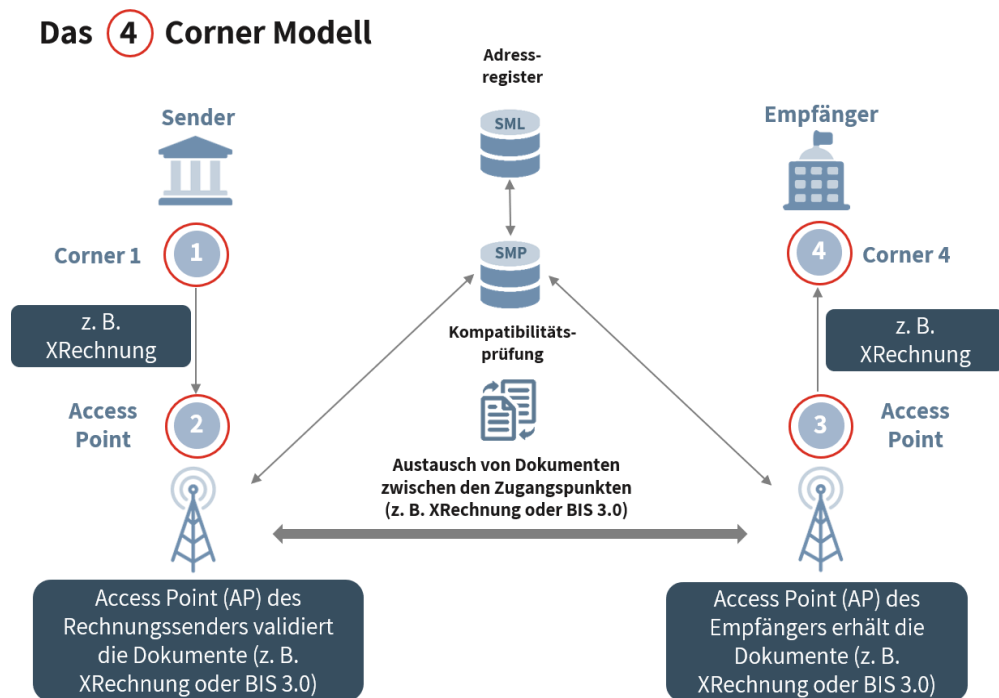 Das 4 Corner Modell
Adress-
register
Sender
SML
Empfänger
Corner 1
1
SMP
4
Corner 4
z. B.
XRechnung
Kompatibilitäts-
prüfung
z. B.
XRechnung
Access
Point
2
3
Access
Point
Austausch von Dokumenten
zwischen den Zugangspunkten
(z. B. XRechnung oder BIS 3.0)
Access Point (AP) des
Rechnungssenders validiert
die Dokumente (z. B.
XRechnung oder BIS 3.0)
Access Point (AP) des
Empfängers erhält die
Dokumente (z. B.
XRechnung oder BIS 3.0)